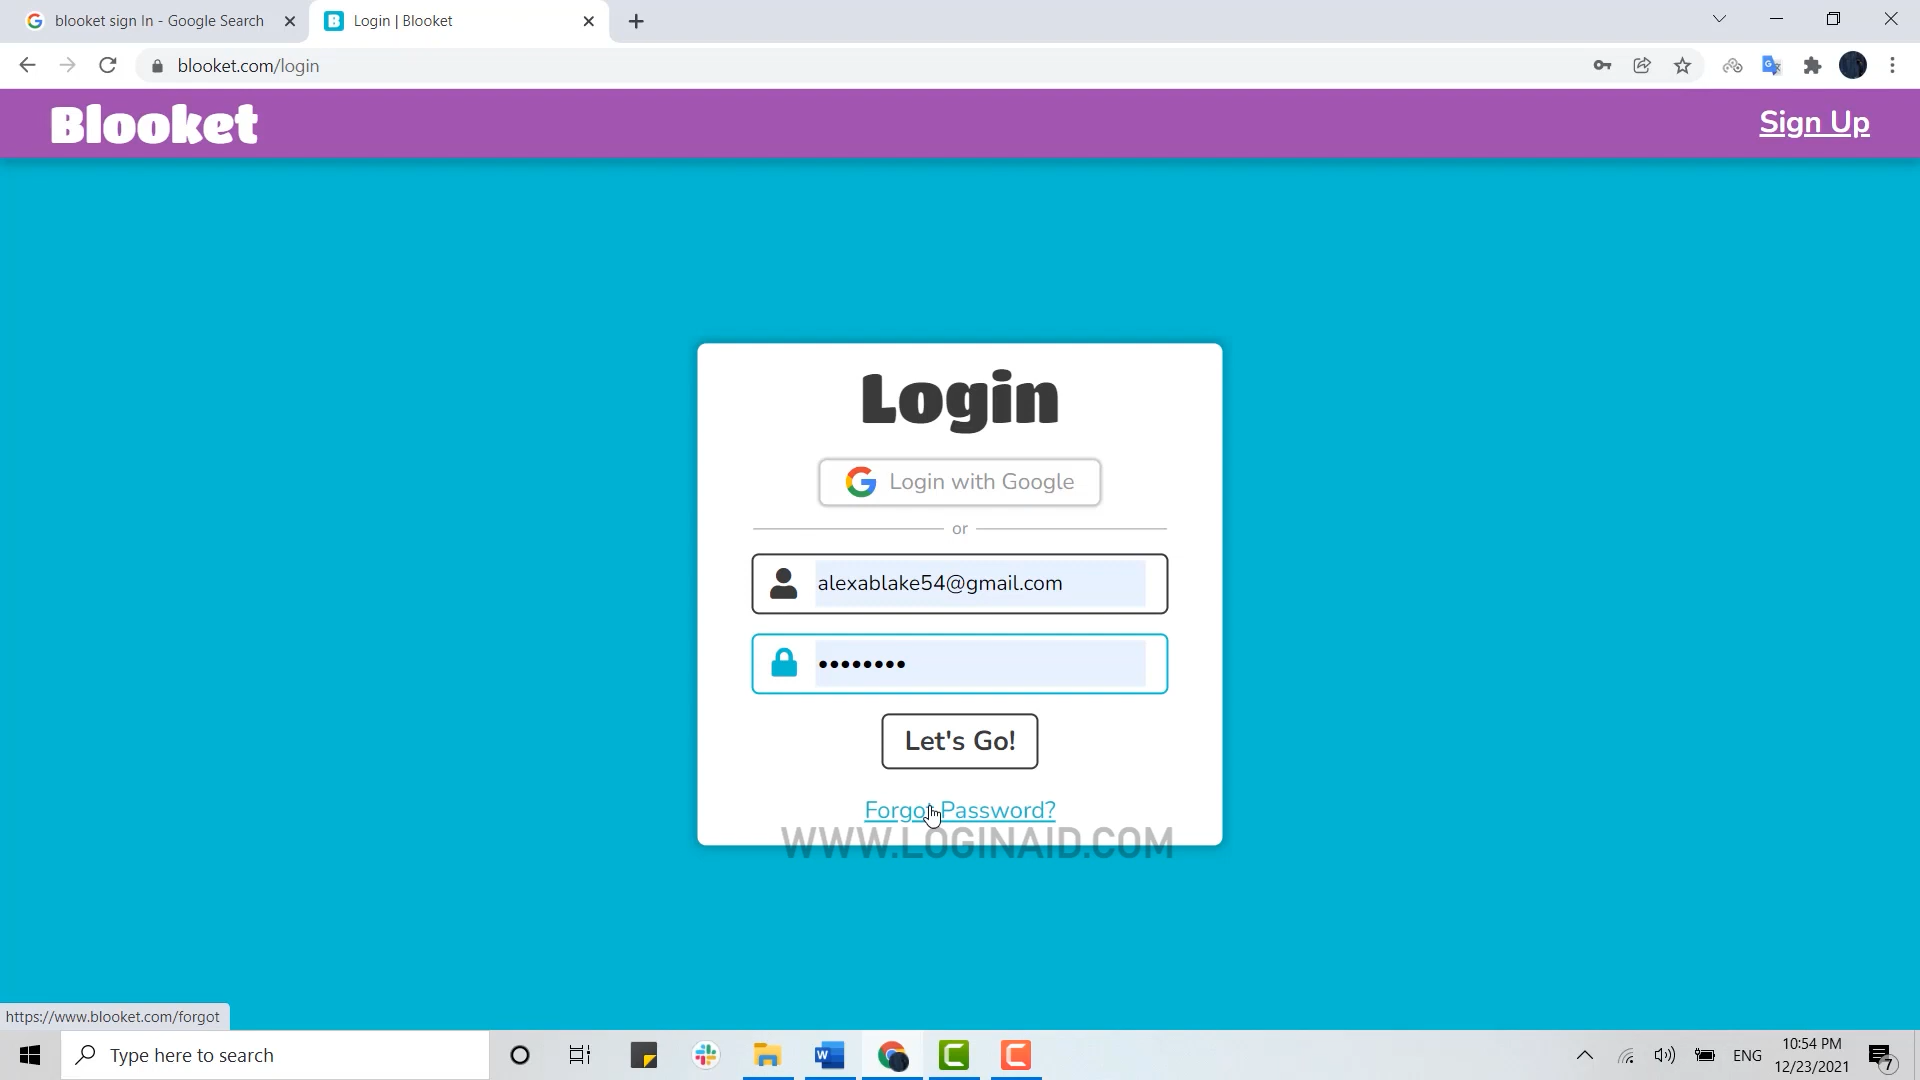 blooket sign In - Google Search
Login | Blooket
blooket.com/login
Blooket
Sign Up
Login
Login with Google
or
alexablake54@gmail.com
••••••••
Let's Go!
Forgot Password?
WWW.LOGINAID.COM
https://www.blooket.com/forgot
Type here to search
ENG
10:54 PM
12/23/2021
7